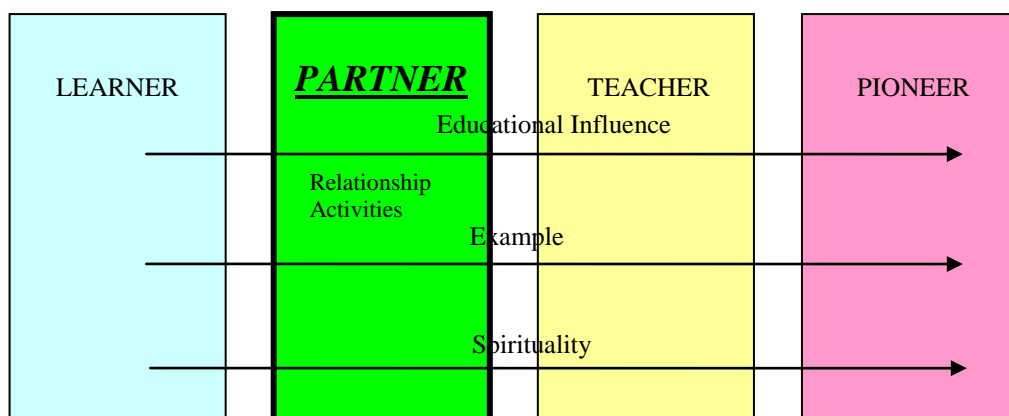 LEARNER
PARTNER
TEACHER
PIONEER
Educational Influence
Relationship
Activities
Example
Spirituality